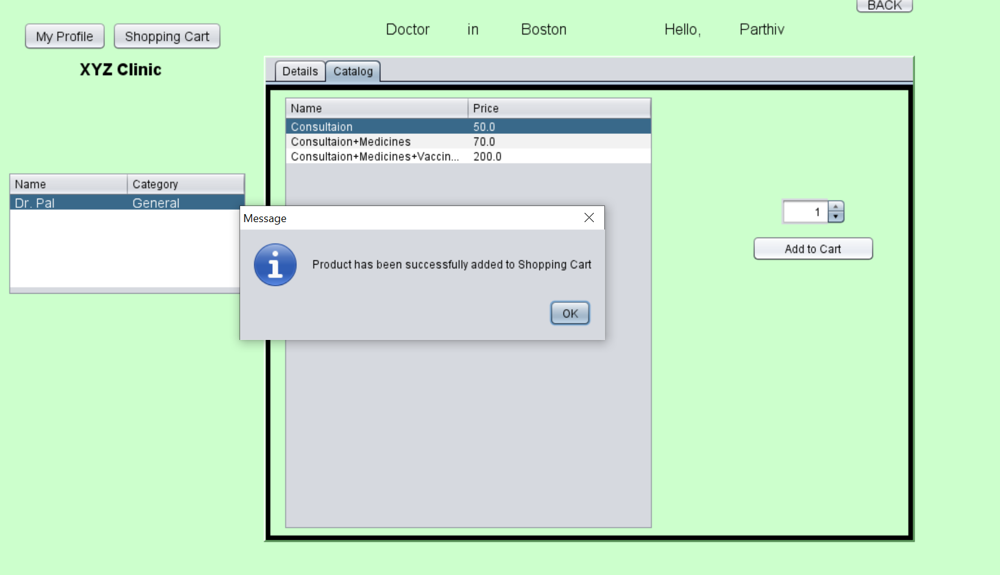 BACK
My Profile Shopping Cart
Doctor in Boston Hello, Parthiv
XYZ Clinic
Details Catalog
Name Price
Consultaion 50.0
Consultaion+Medicines 70.0
Consultaion+Medicines+Vaccin... 200.0
Name Category
Dr. Pal General
Message
Product has been successfully added to Shopping Cart
OK
1
Add to Cart